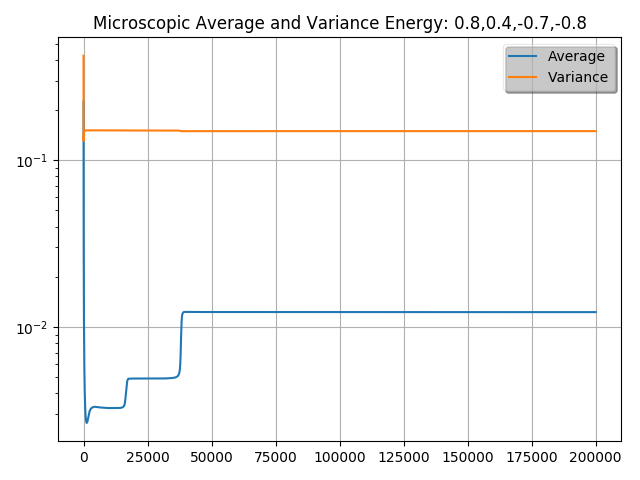 Microscopic Average and Variance Energy: 0.8,0.4,-0.7,-0.8
Average
Variance
10⁻¹
10⁻²
0 25000 50000 75000 100000 125000 150000 175000 200000